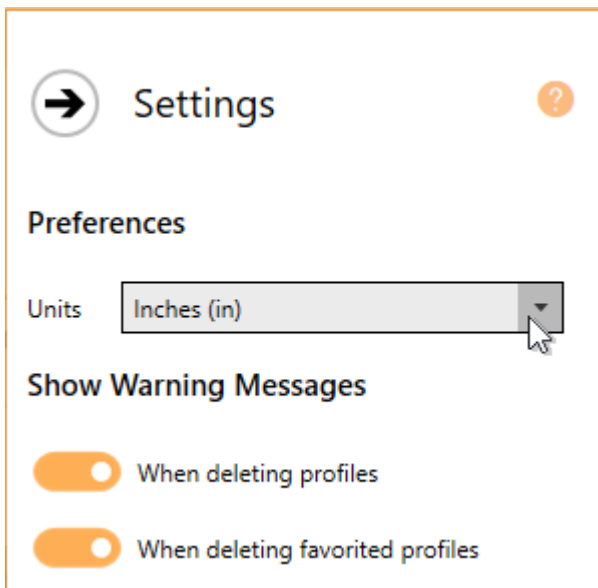 Settings
?
Preferences
Units
Inches (in)
Show Warning Messages
When deleting profiles
When deleting favorited profiles